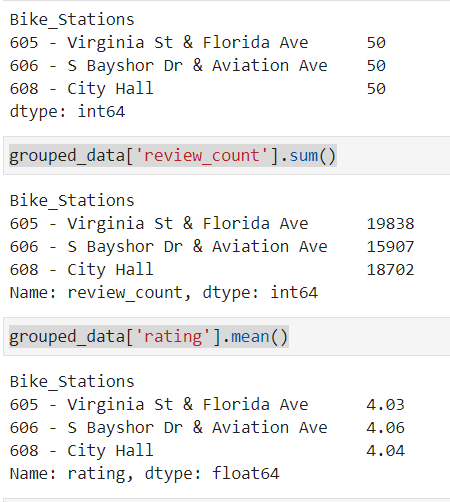 Bike_Stations
605 - Virginia St & Florida Ave 50
606 - S Bayshor Dr & Aviation Ave 50
608 - City Hall 50
dtype: int64
grouped_data['review_count'].sum()
Bike_Stations
605 - Virginia St & Florida Ave 19838
606 - S Bayshor Dr & Aviation Ave 15907
608 - City Hall 18702
Name: review_count, dtype: int64
grouped_data['rating'].mean()
Bike_Stations
605 - Virginia St & Florida Ave 4.03
606 - S Bayshor Dr & Aviation Ave 4.06
608 - City Hall 4.04
Name: rating, dtype: float64